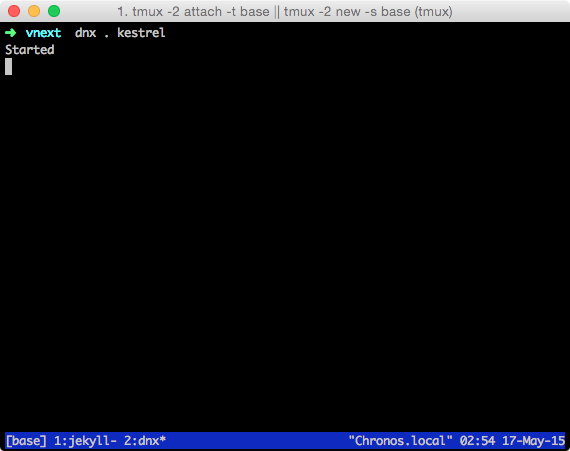 1. tmux -2 attach -t base || tmux -2 new -s base (tmux)
➜ vnext dnx . kestrel
Started
[base] 1:jekyll- 2:dnx* "Chronos.local" 02:54 17-May-15